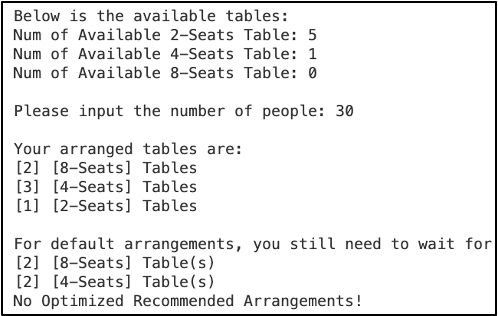 Below is the available tables:
Num of Available 2-Seats Table: 5
Num of Available 4-Seats Table: 1
Num of Available 8-Seats Table: 0
Please input the number of people: 30
Your arranged tables are:
[2] [8-Seats] Tables
[3] [4-Seats] Tables
[1] [2-Seats] Tables
For default arrangements, you still need to wait for
[2] [8-Seats] Table(s)
[2] [4-Seats] Table(s)
No Optimized Recommended Arrangements!